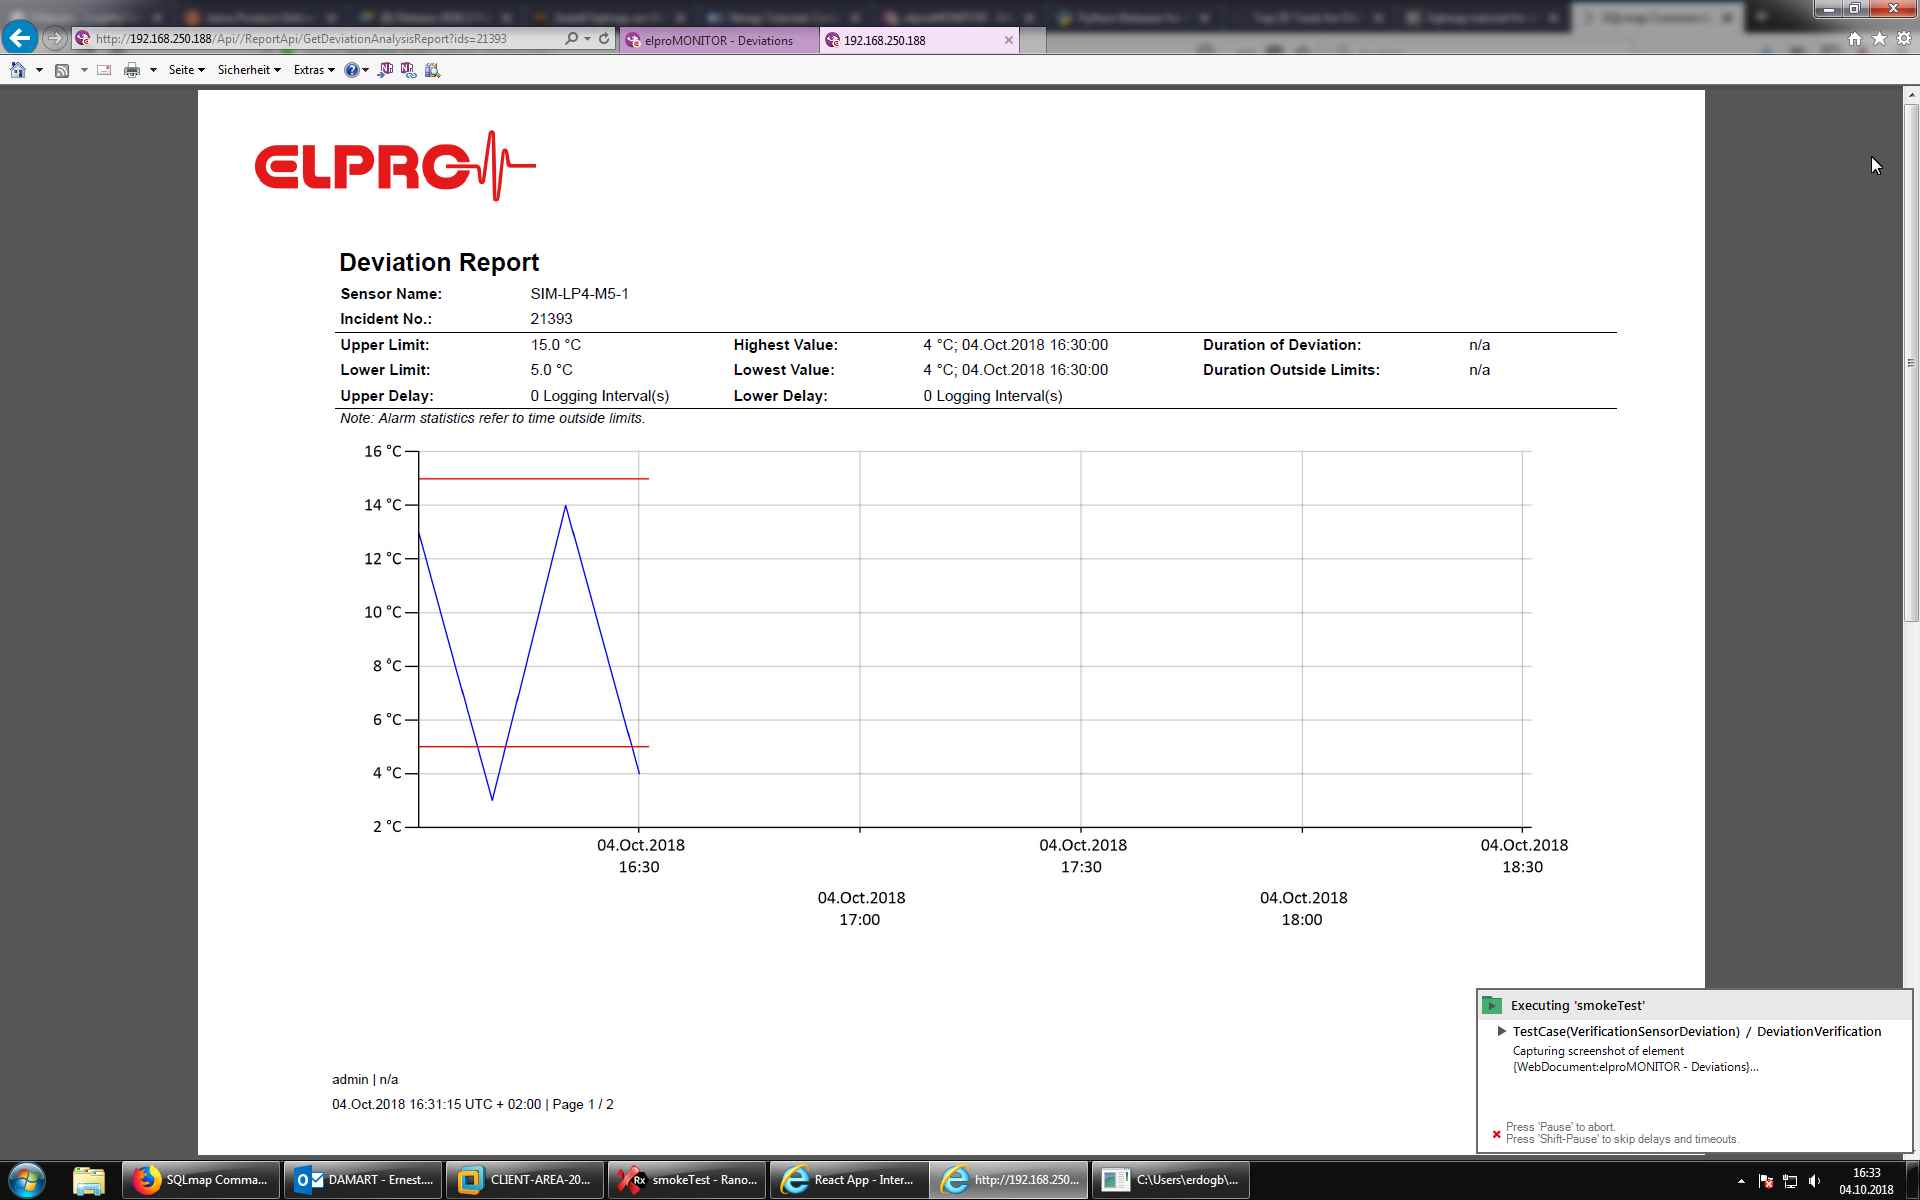 http://192.168.250.188/Api//ReportApi/GetDeviationAnalysisReport?ids=21393
elproMONITOR - Deviations
192.168.250.188
Seite
Sicherheit
Extras
ELPRO
Deviation Report
Sensor Name: SIM-LP4-M5-1
Incident No.: 21393
Upper Limit: 15.0 °C Highest Value: 4 °C; 04.Oct.2018 16:30:00 Duration of Deviation: n/a
Lower Limit: 5.0 °C Lowest Value: 4 °C; 04.Oct.2018 16:30:00 Duration Outside Limits: n/a
Upper Delay: 0 Logging Interval(s) Lower Delay: 0 Logging Interval(s)
Note: Alarm statistics refer to time outside limits.
16 °C
14 °C
12 °C
10 °C
8 °C
6 °C
4 °C
2 °C
04.Oct.2018 04.Oct.2018 04.Oct.2018
16:30 17:30 18:30
04.Oct.2018 04.Oct.2018
17:00 18:00
admin | n/a
04.Oct.2018 16:31:15 UTC + 02:00 | Page 1 / 2
Executing 'smokeTest'
TestCase(VerificationSensorDeviation) / DeviationVerification
Capturing screenshot of element
{WebDocument:elproMONITOR - Deviations}...
Press 'Pause' to abort.
Press 'Shift-Pause' to skip delays and timeouts.
SQLmap Comma...
DAMART - Ernest....
CLIENT-AREA-20...
smokeTest - Rano...
React App - Inter...
http://192.168.250...
C:\Users\erdogb\...
16:33
04.10.2018